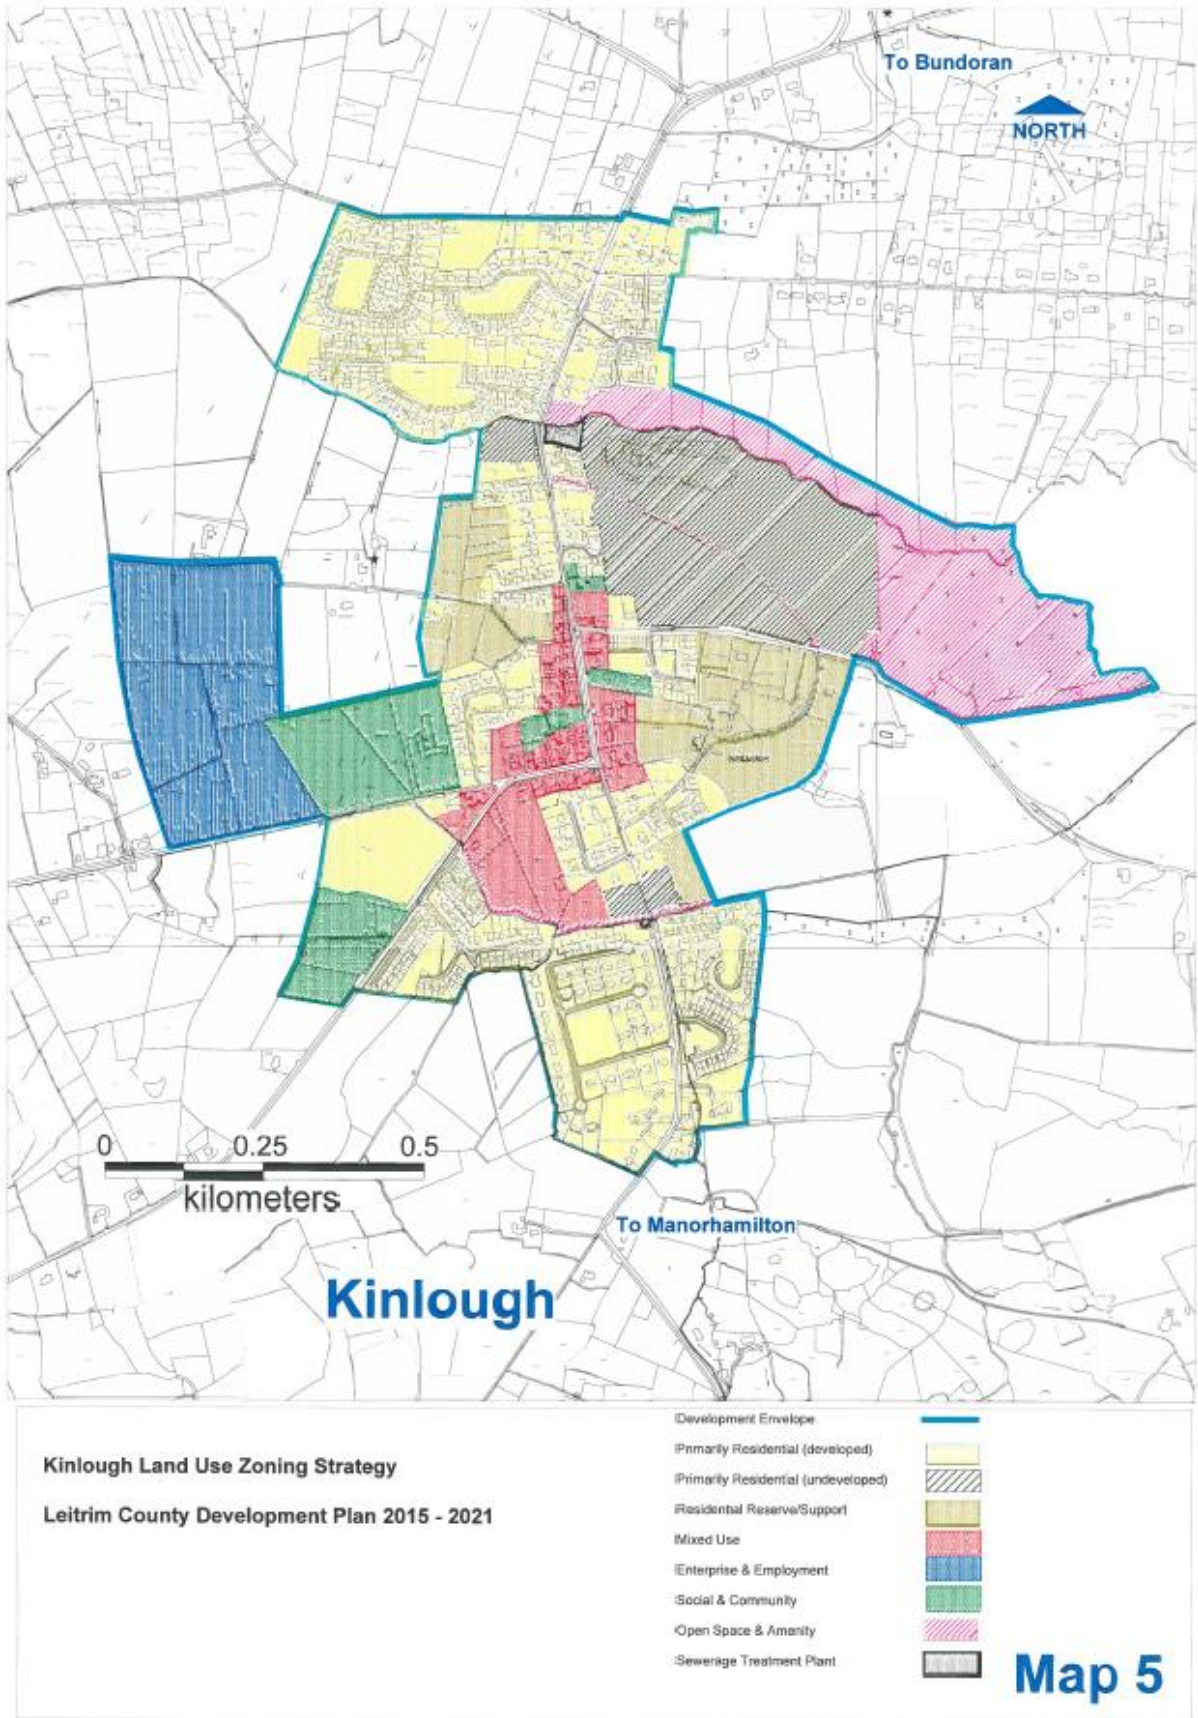 To Bundoran
NORTH
0 0.25 0.5
kilometers
To Manorhamilton
Kinlough
Kinlough Land Use Zoning Strategy
Leitrim County Development Plan 2015 - 2021
Development Envelope
Primarily Residential (developed)
Primarily Residential (undeveloped)
Residential Reserve/Support
Mixed Use
Enterprise & Employment
Social & Community
Open Space & Amenity
Sewerage Treatment Plant
Map 5